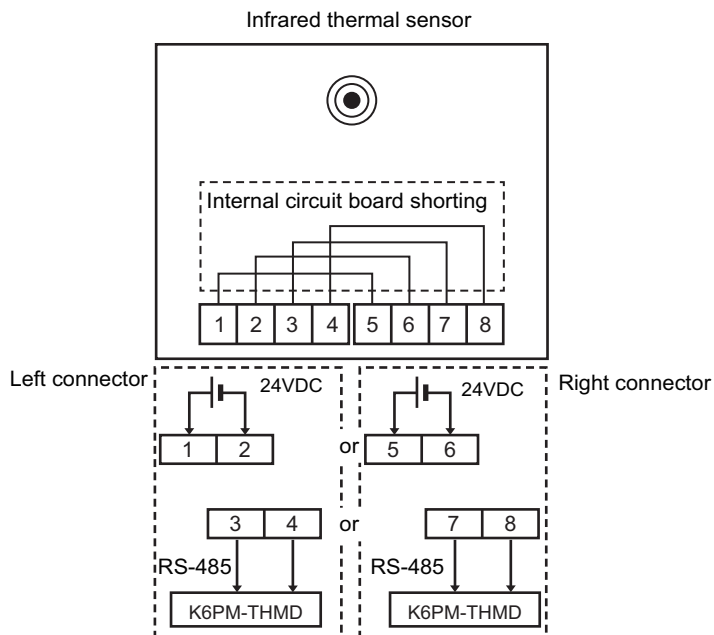 Infrared thermal sensor
Internal circuit board shorting
1 2 3 4 5 6 7 8
Left connector
24VDC
24VDC
Right connector
1 2
or
5 6
3 4
or
7 8
RS-485
RS-485
K6PM-THMD
K6PM-THMD